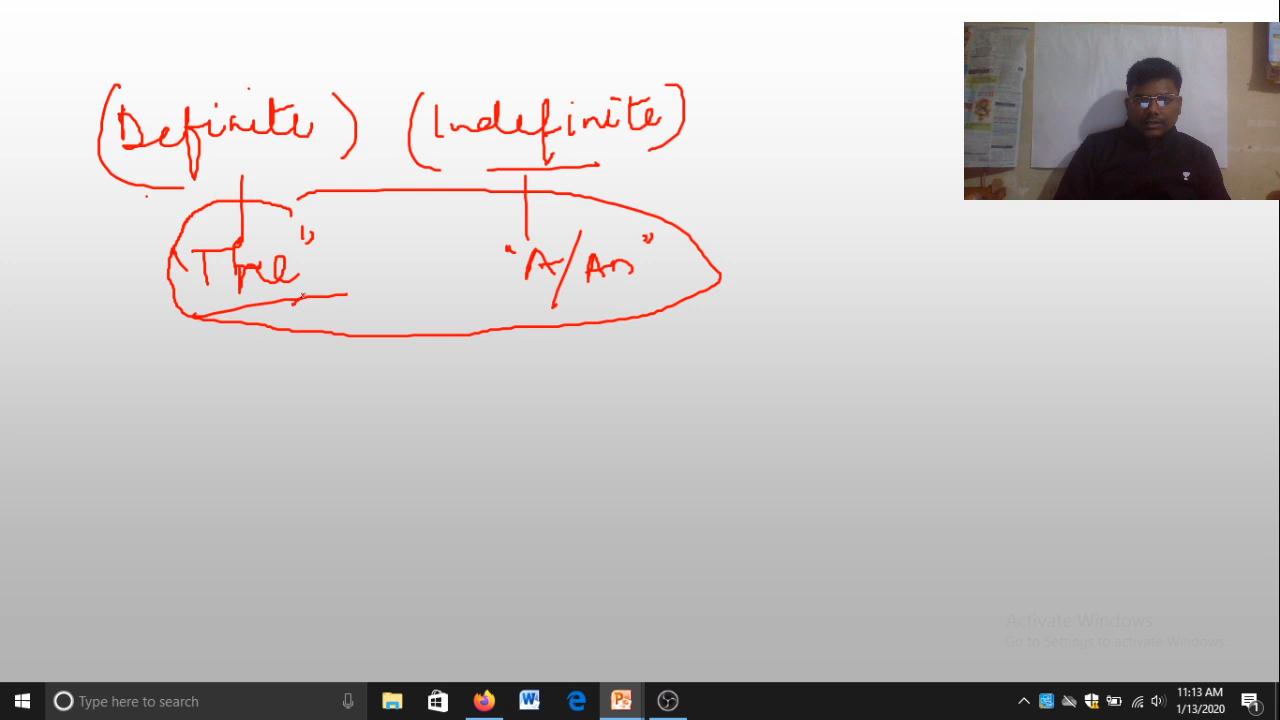 (Definite) (Indefinite)
"The" "A/An"
Activate Windows
Go to Settings to activate Windows.
Type here to search
11:13 AM
1/13/2020
1